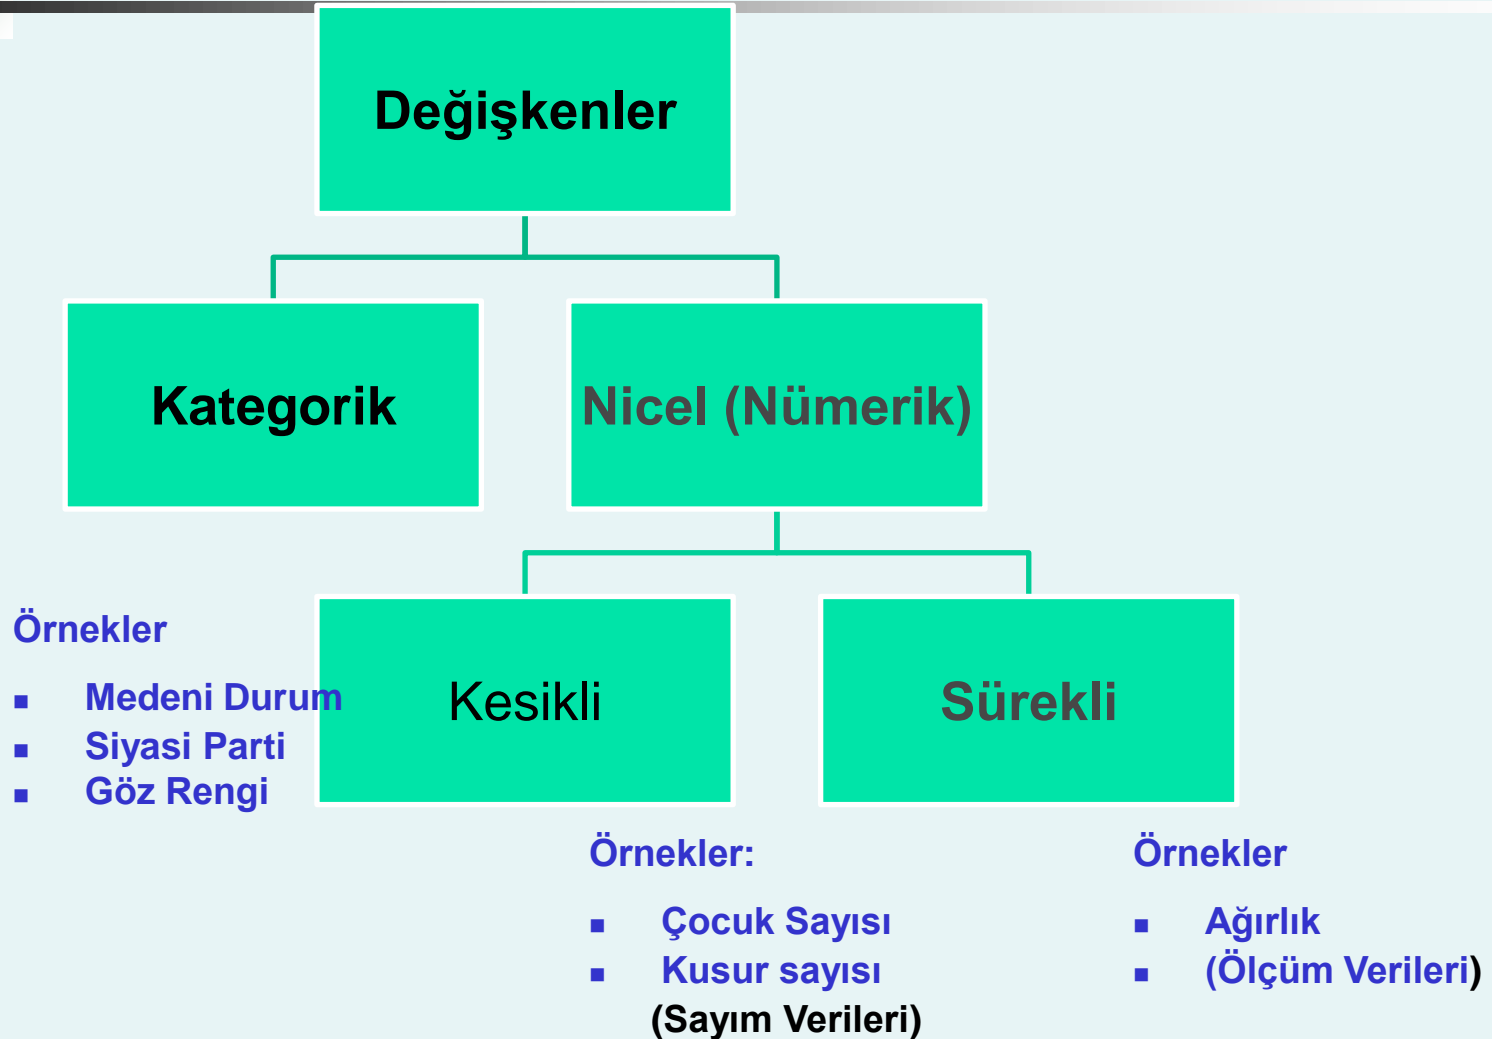 Değişkenler
Kategorik
Nicel (Nümerik)
Örnekler
▪ Medeni Durum
▪ Siyasi Parti
▪ Göz Rengi
Kesikli
Sürekli
Örnekler:
▪ Çocuk Sayısı
▪ Kusur sayısı
(Sayım Verileri)
Örnekler
▪ Ağırlık
▪ (Ölçüm Verileri)